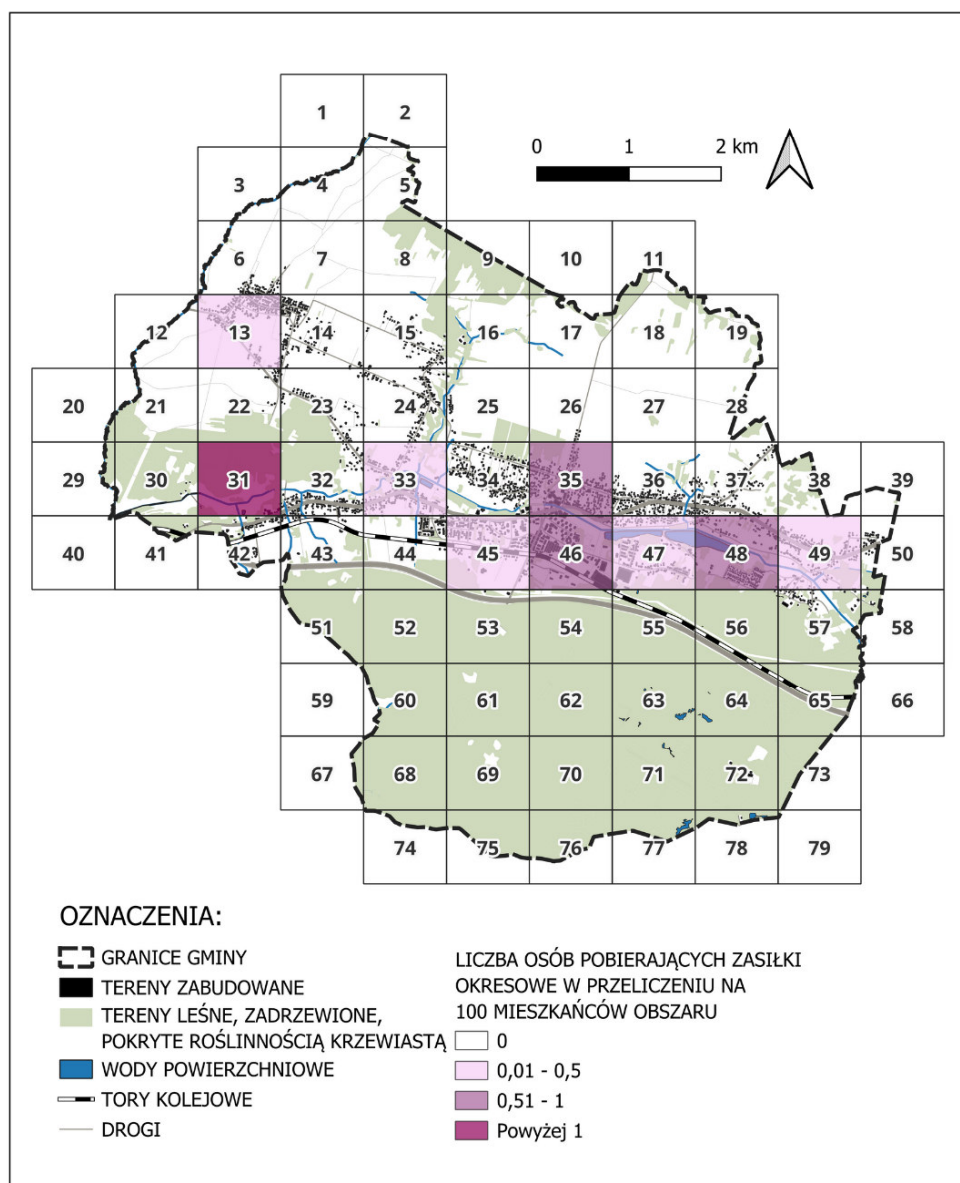 1 2
0 1 2 km
3 4 5
6 7 8 9 10 11
12 13 14 15 16 17 18 19
20 21 22 23 24 25 26 27 28
29 30 31 32 33 34 35 36 37 38 39
40 41 42 43 44 45 46 47 48 49 50
51 52 53 54 55 56 57 58
59 60 61 62 63 64 65 66
67 68 69 70 71 72 73
74 75 76 77 78 79
OZNACZENIA:
GRANICE GMINY
TERENY ZABUDOWANE
TERENY LEŚNE, ZADRZEWIONE,
POKRYTE ROŚLINNOŚCIĄ KRZEWIASTĄ
WODY POWIERZCHNIOWE
TORY KOLEJOWE
DROGI
LICZBA OSÓB POBIERAJĄCYCH ZASIŁKI
OKRESOWE W PRZELICZENIU NA
100 MIESZKAŃCÓW OBSZARU
0
0,01 - 0,5
0,51 - 1
Powyżej 1